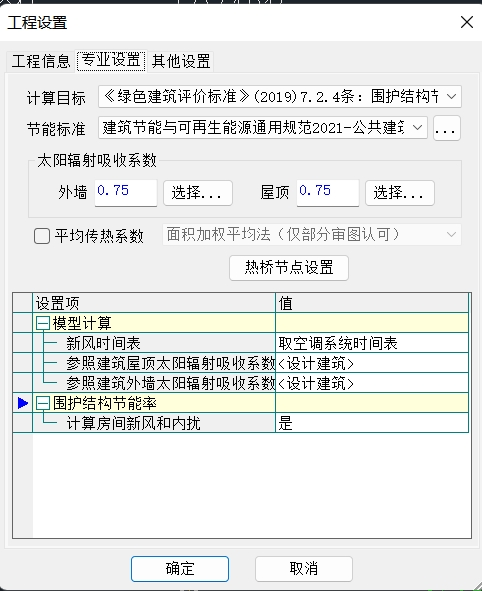 工程设置
工程信息 专业设置 其他设置
计算目标 《绿色建筑评价标准》(2019)7.2.4条：围护结构节
节能标准 建筑节能与可再生能源通用规范2021-公共建筑 ...
太阳辐射吸收系数
外墙 0.75 选择... 屋顶 0.75 选择...
平均传热系数 面积加权平均法（仅部分审图认可）
热桥节点设置
设置项 值
模型计算
新风时间表 取空调系统时间表
参照建筑屋顶太阳辐射吸收系数 <设计建筑>
参照建筑外墙太阳辐射吸收系数 <设计建筑>
围护结构节能率
计算房间新风和内扰 是
确定 取消